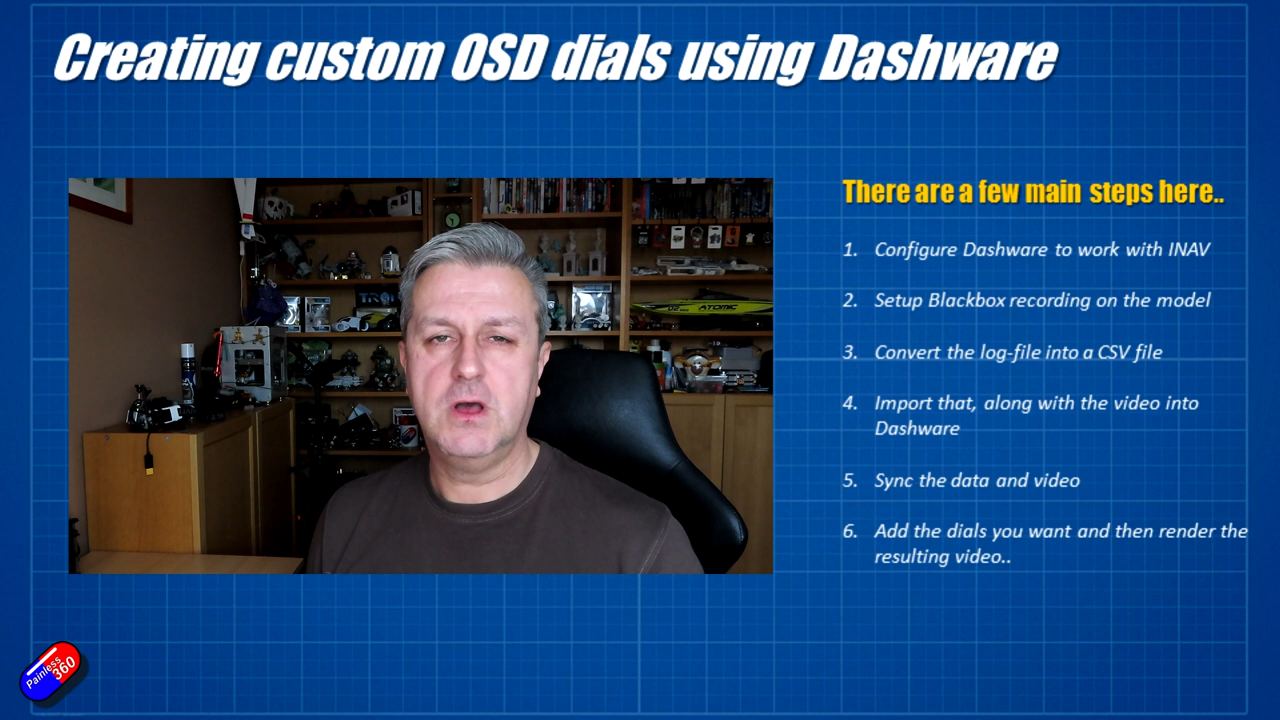 Creating custom OSD dials using Dashware
There are a few main steps here..
1. Configure Dashware to work with INAV
2. Setup Blackbox recording on the model
3. Convert the log-file into a CSV file
4. Import that, along with the video into
Dashware
5. Sync the data and video
6. Add the dials you want and then render the
resulting video..
TRON
ATOMIC
Painless
360